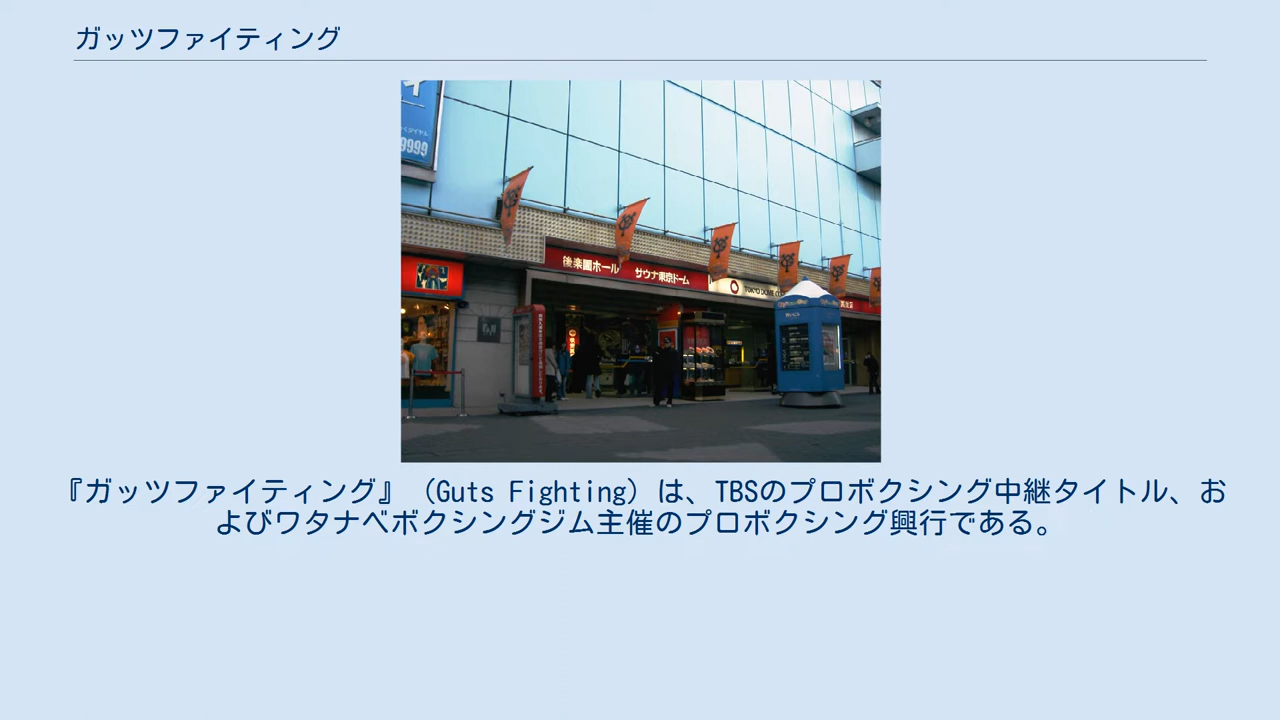 ガッツファイティング
9999
後楽園ホール サウナ東京ドーム
TOKYO DOME
『ガッツファイティング』（Guts Fighting）は、TBSのプロボクシング中継タイトル、お
よびワタナベボクシングジム主催のプロボクシング興行である。